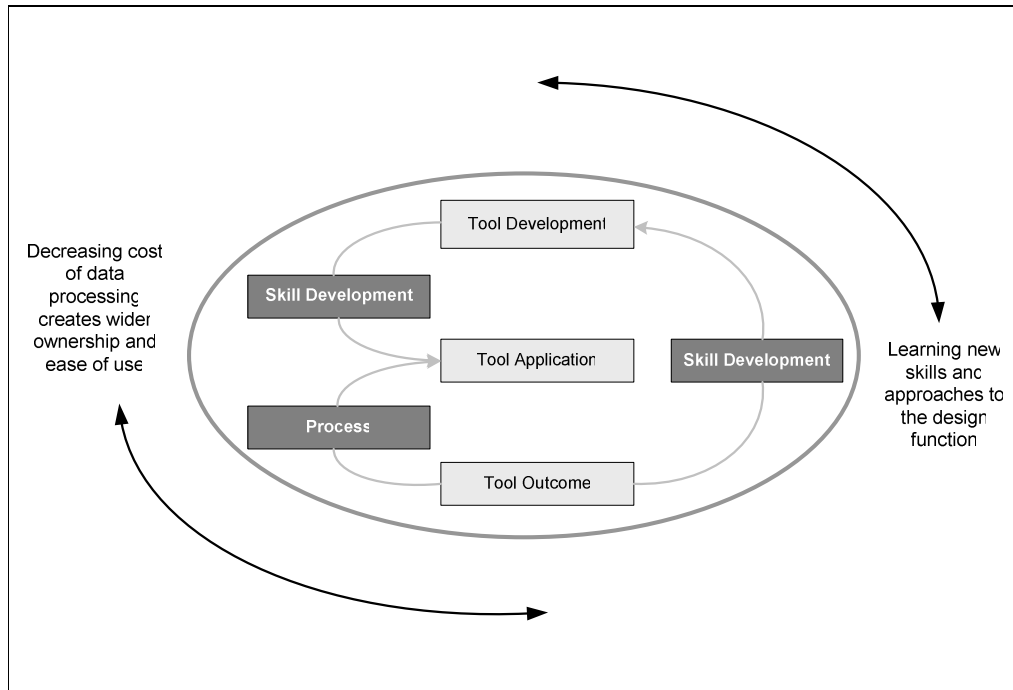 Tool Development
Decreasing cost
of data
processing
creates wider
ownership and
ease of use
Skill Development
Tool Application
Skill Development
Learning new
skills and
approaches to
the design
function
Process
Tool Outcome